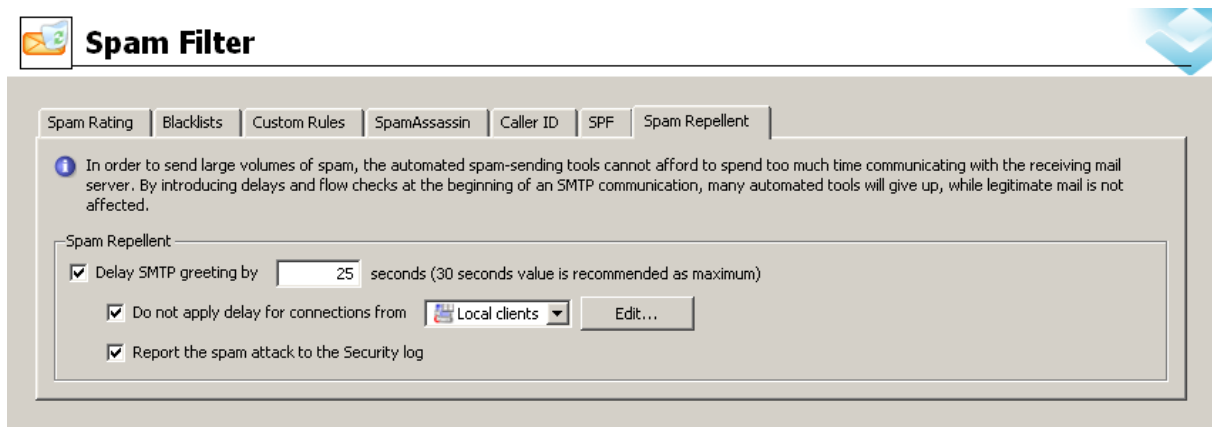 Spam Filter
Spam Rating Blacklists Custom Rules SpamAssassin Caller ID SPF Spam Repellent
In order to send large volumes of spam, the automated spam-sending tools cannot afford to spend too much time communicating with the receiving mail
server. By introducing delays and flow checks at the beginning of an SMTP communication, many automated tools will give up, while legitimate mail is not
affected.
Spam Repellent
Delay SMTP greeting by 25 seconds (30 seconds value is recommended as maximum)
Do not apply delay for connections from Local clients Edit...
Report the spam attack to the Security log